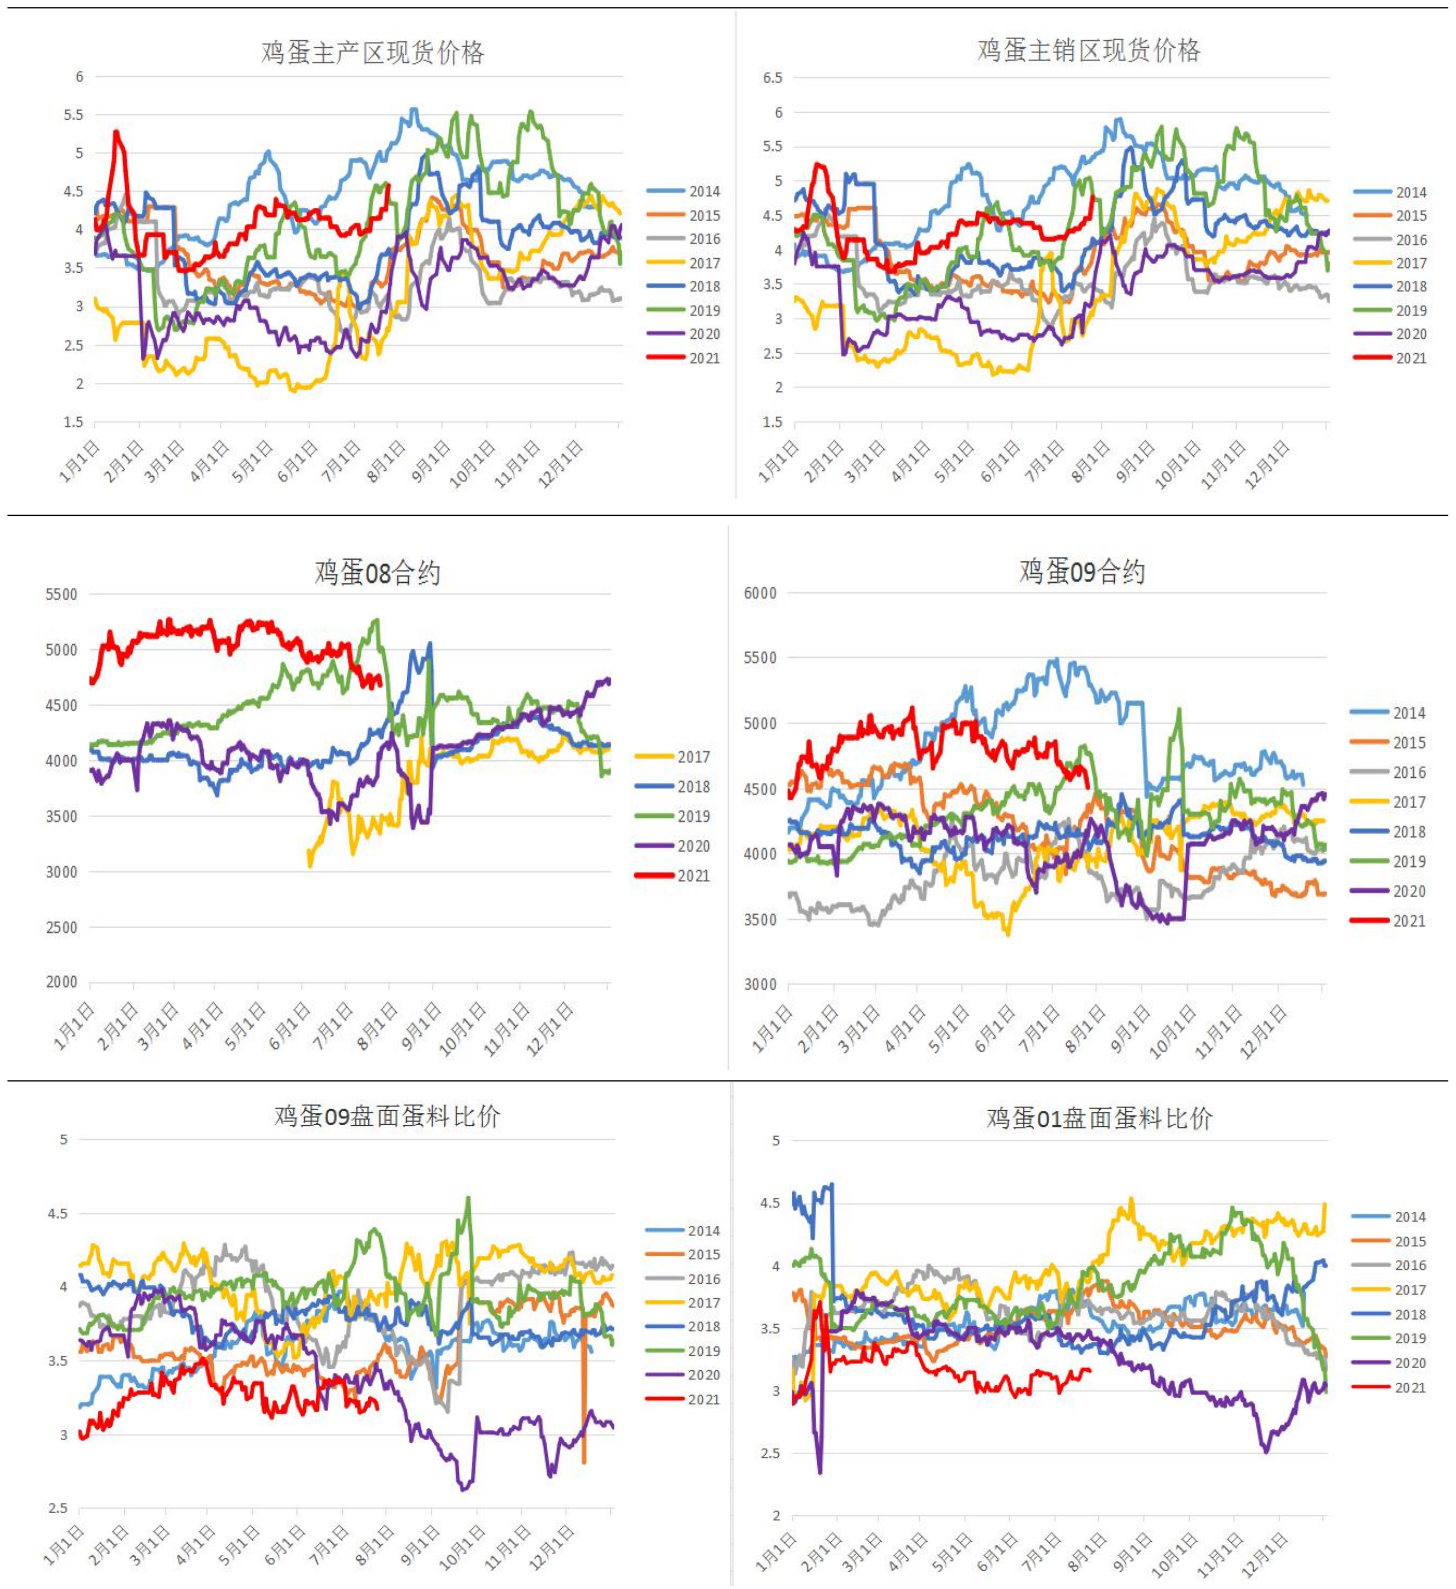 鸡蛋主产区现货价格
6
5.5
5
4.5
4
3.5
3
2.5
2
1.5
1月1日
2月1日
3月1日
4月1日
5月1日
6月1日
7月1日
8月1日
9月1日
10月1日
11月1日
12月1日
2014
2015
2016
2017
2018
2019
2020
2021
鸡蛋主销区现货价格
6.5
6
5.5
5
4.5
4
3.5
3
2.5
2
1.5
1月1日
2月1日
3月1日
4月1日
5月1日
6月1日
7月1日
8月1日
9月1日
10月1日
11月1日
12月1日
2014
2015
2016
2017
2018
2019
2020
2021
鸡蛋08合约
5500
5000
4500
4000
3500
3000
2500
2000
1月1日
2月1日
3月1日
4月1日
5月1日
6月1日
7月1日
8月1日
9月1日
10月1日
11月1日
12月1日
2017
2018
2019
2020
2021
鸡蛋09合约
6000
5500
5000
4500
4000
3500
3000
1月1日
2月1日
3月1日
4月1日
5月1日
6月1日
7月1日
8月1日
9月1日
10月1日
11月1日
12月1日
2014
2015
2016
2017
2018
2019
2020
2021
鸡蛋09盘面蛋料比价
5
4.5
4
3.5
3
2.5
1月1日
2月1日
3月1日
4月1日
5月1日
6月1日
7月1日
8月1日
9月1日
10月1日
11月1日
12月1日
2014
2015
2016
2017
2018
2019
2020
2021
鸡蛋01盘面蛋料比价
5
4.5
4
3.5
3
2.5
2
1月1日
2月1日
3月1日
4月1日
5月1日
6月1日
7月1日
8月1日
9月1日
10月1日
11月1日
12月1日
2014
2015
2016
2017
2018
2019
2020
2021